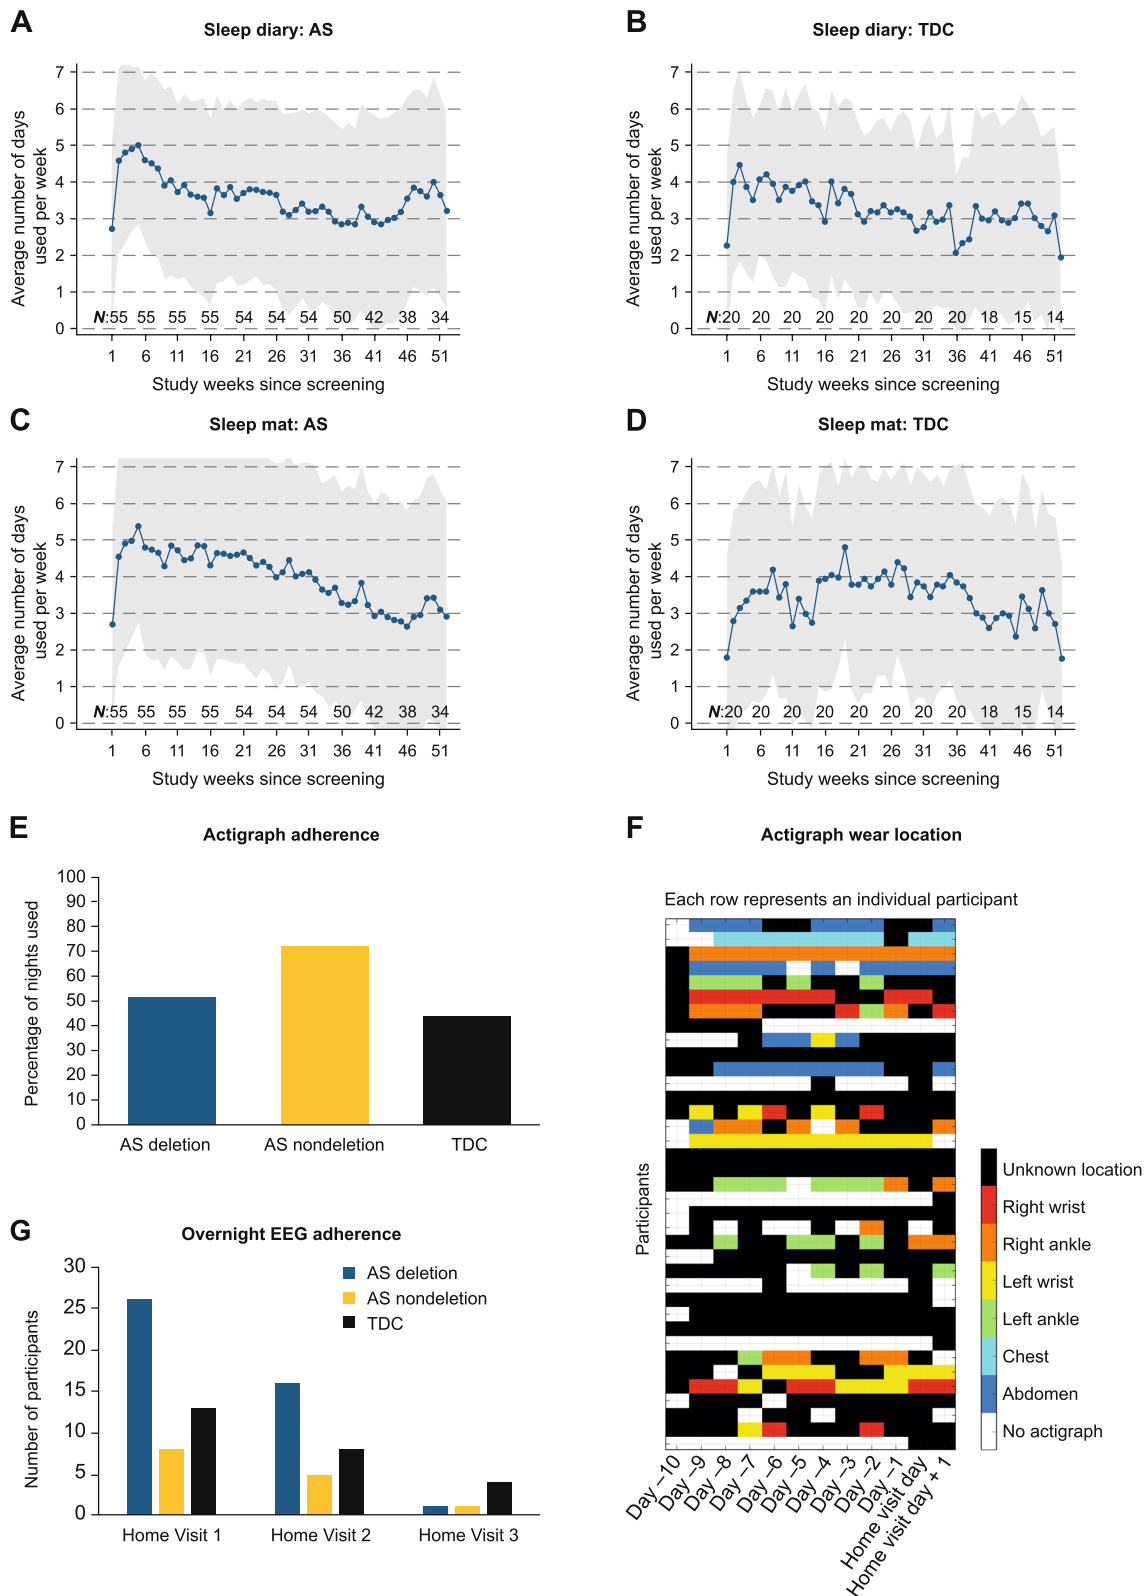 A
Sleep diary: AS
Average number of days
used per week
7
6
5
4
3
2
1
0
N:55 55 55 55 54 54 54 50 42 38 34
1 6 11 16 21 26 31 36 41 46 51
Study weeks since screening
B
Sleep diary: TDC
Average number of days
used per week
7
6
5
4
3
2
1
0
N:20 20 20 20 20 20 20 20 18 15 14
1 6 11 16 21 26 31 36 41 46 51
Study weeks since screening
C
Sleep mat: AS
Average number of days
used per week
7
6
5
4
3
2
1
0
N:55 55 55 55 54 54 54 50 42 38 34
1 6 11 16 21 26 31 36 41 46 51
Study weeks since screening
D
Sleep mat: TDC
Average number of days
used per week
7
6
5
4
3
2
1
0
N:20 20 20 20 20 20 20 20 18 15 14
1 6 11 16 21 26 31 36 41 46 51
Study weeks since screening
E
Actigraph adherence
Percentage of nights used
100
90
80
70
60
50
40
30
20
10
0
AS deletion AS nondeletion TDC
F
Actigraph wear location
Each row represents an individual participant
Participants
Unknown location
Right wrist
Right ankle
Left wrist
Left ankle
Chest
Abdomen
No actigraph
Day −10
Day −9
Day −8
Day −7
Day −6
Day −5
Day −4
Day −3
Day −2
Day −1
Home visit day
Home visit day + 1
G
Overnight EEG adherence
Number of participants
30
25
20
15
10
5
0
AS deletion
AS nondeletion
TDC
Home Visit 1 Home Visit 2 Home Visit 3